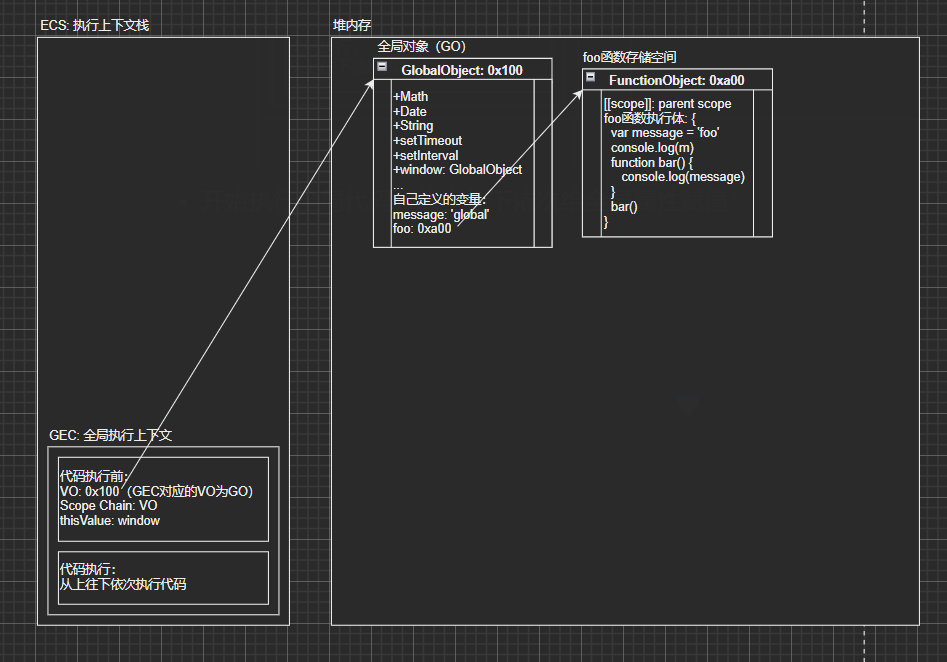 ECS: 执行上下文栈
GEC: 全局执行上下文
代码执行前：
VO: 0x100（GEC对应的VO为GO）
Scope Chain: VO
thisValue: window
代码执行：
从上往下依次执行代码
堆内存
全局对象（GO）
GlobalObject: 0x100
+Math
+Date
+String
+setTimeout
+setInterval
+window: GlobalObject
...
自己定义的变量：
message: 'global'
foo: 0xa00
foo函数存储空间
FunctionObject: 0xa00
[[scope]]: parent scope
foo函数执行体: {
var message = 'foo'
console.log(m)
function bar() {
console.log(message)
}
bar()
}